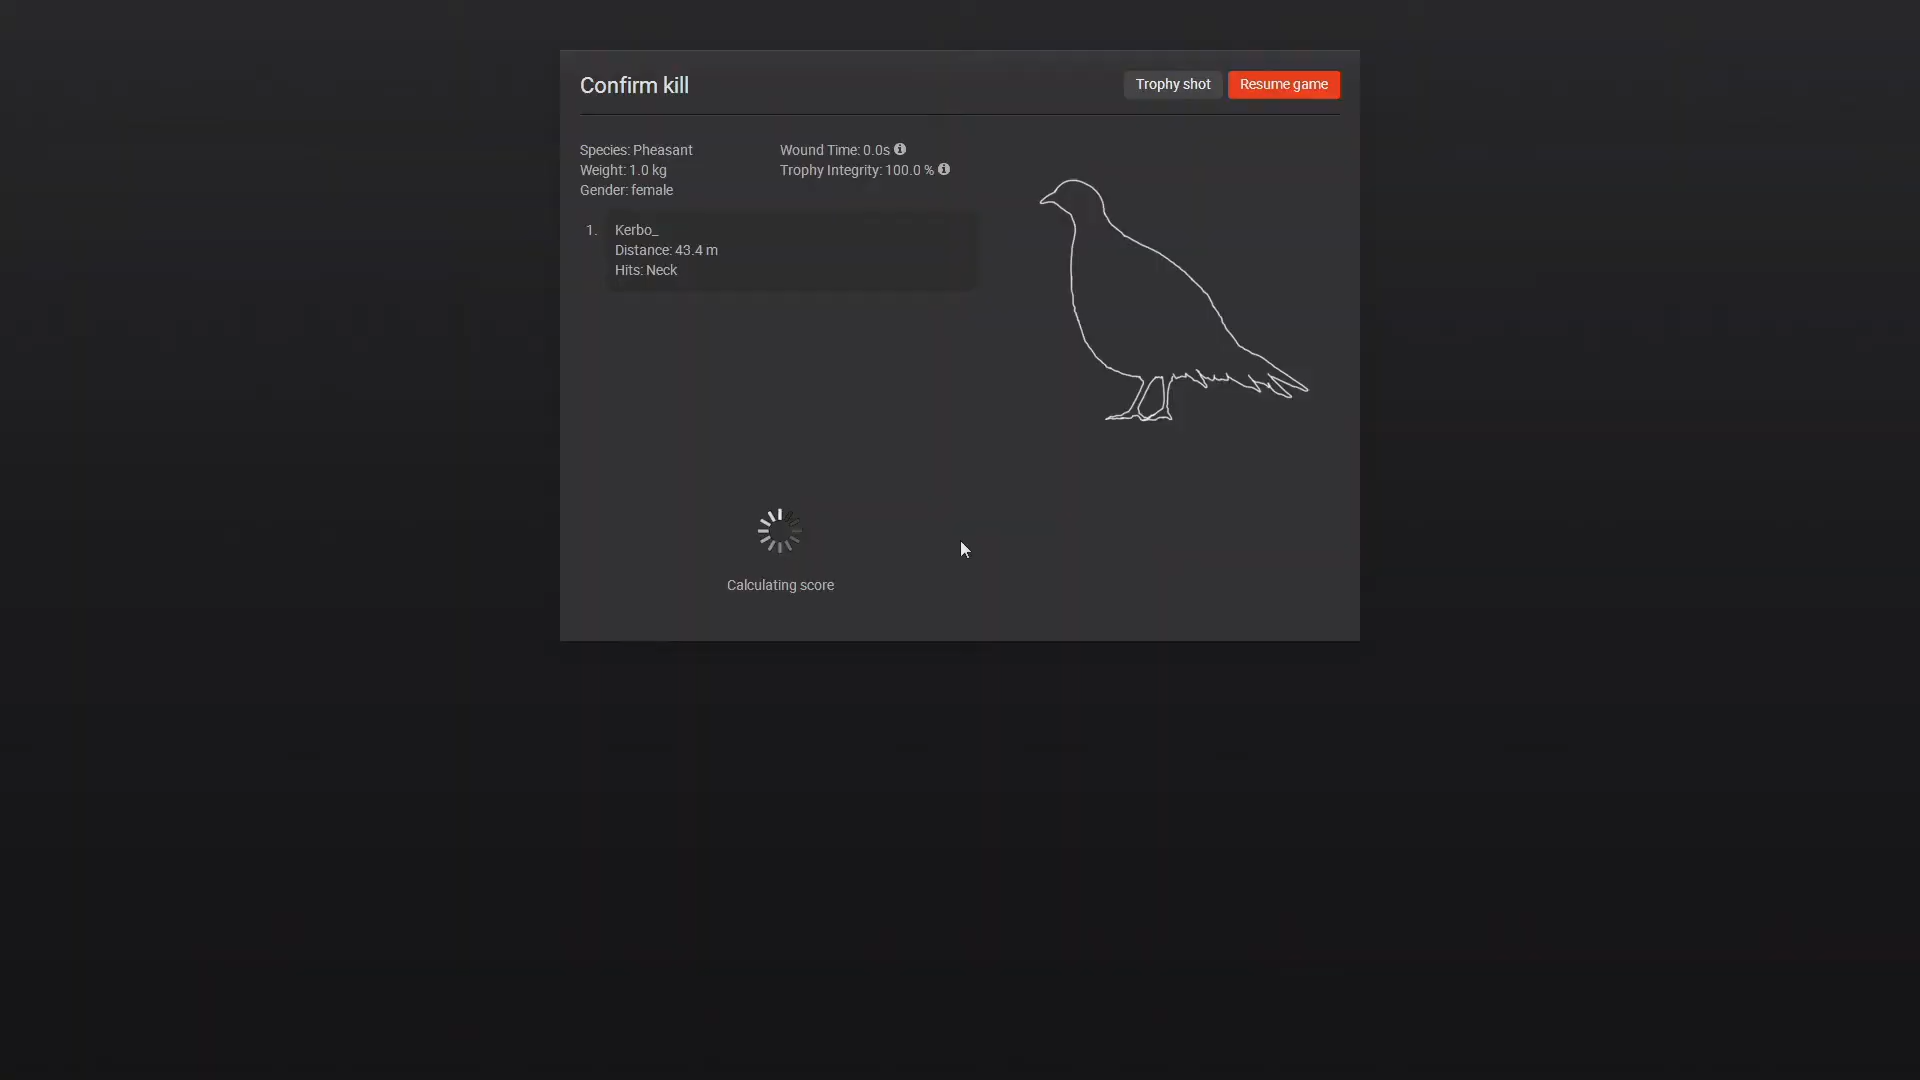 Confirm kill
Trophy shot
Resume game
Species: Pheasant
Weight: 1.0 kg
Gender: female
Wound Time: 0.0s
Trophy Integrity: 100.0 %
1.
Kerbo_
Distance: 43.4 m
Hits: Neck
Calculating score